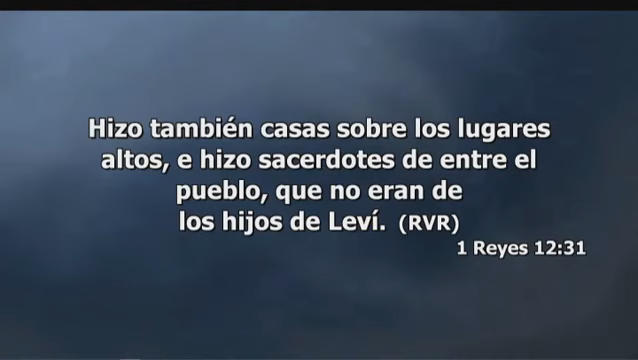 Hizo también casas sobre los lugares
altos, e hizo sacerdotes de entre el
pueblo, que no eran de
los hijos de Leví. (RVR)
1 Reyes 12:31